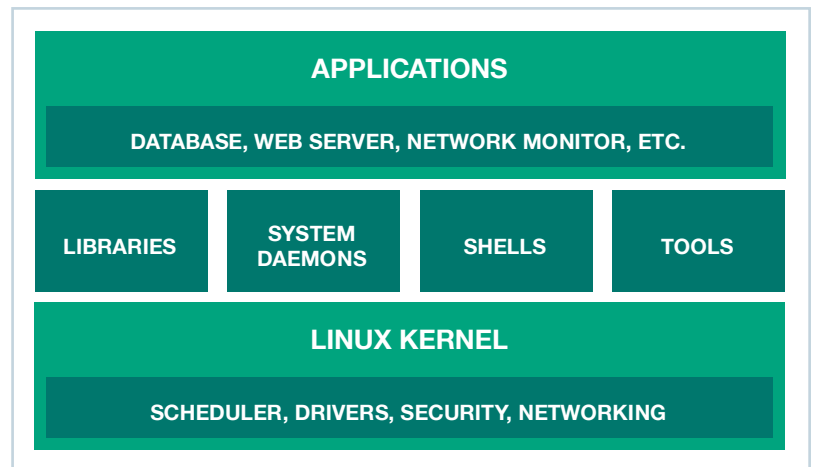 APPLICATIONS
DATABASE, WEB SERVER, NETWORK MONITOR, ETC.
LIBRARIES
SYSTEM
DAEMONS
SHELLS
TOOLS
LINUX KERNEL
SCHEDULER, DRIVERS, SECURITY, NETWORKING